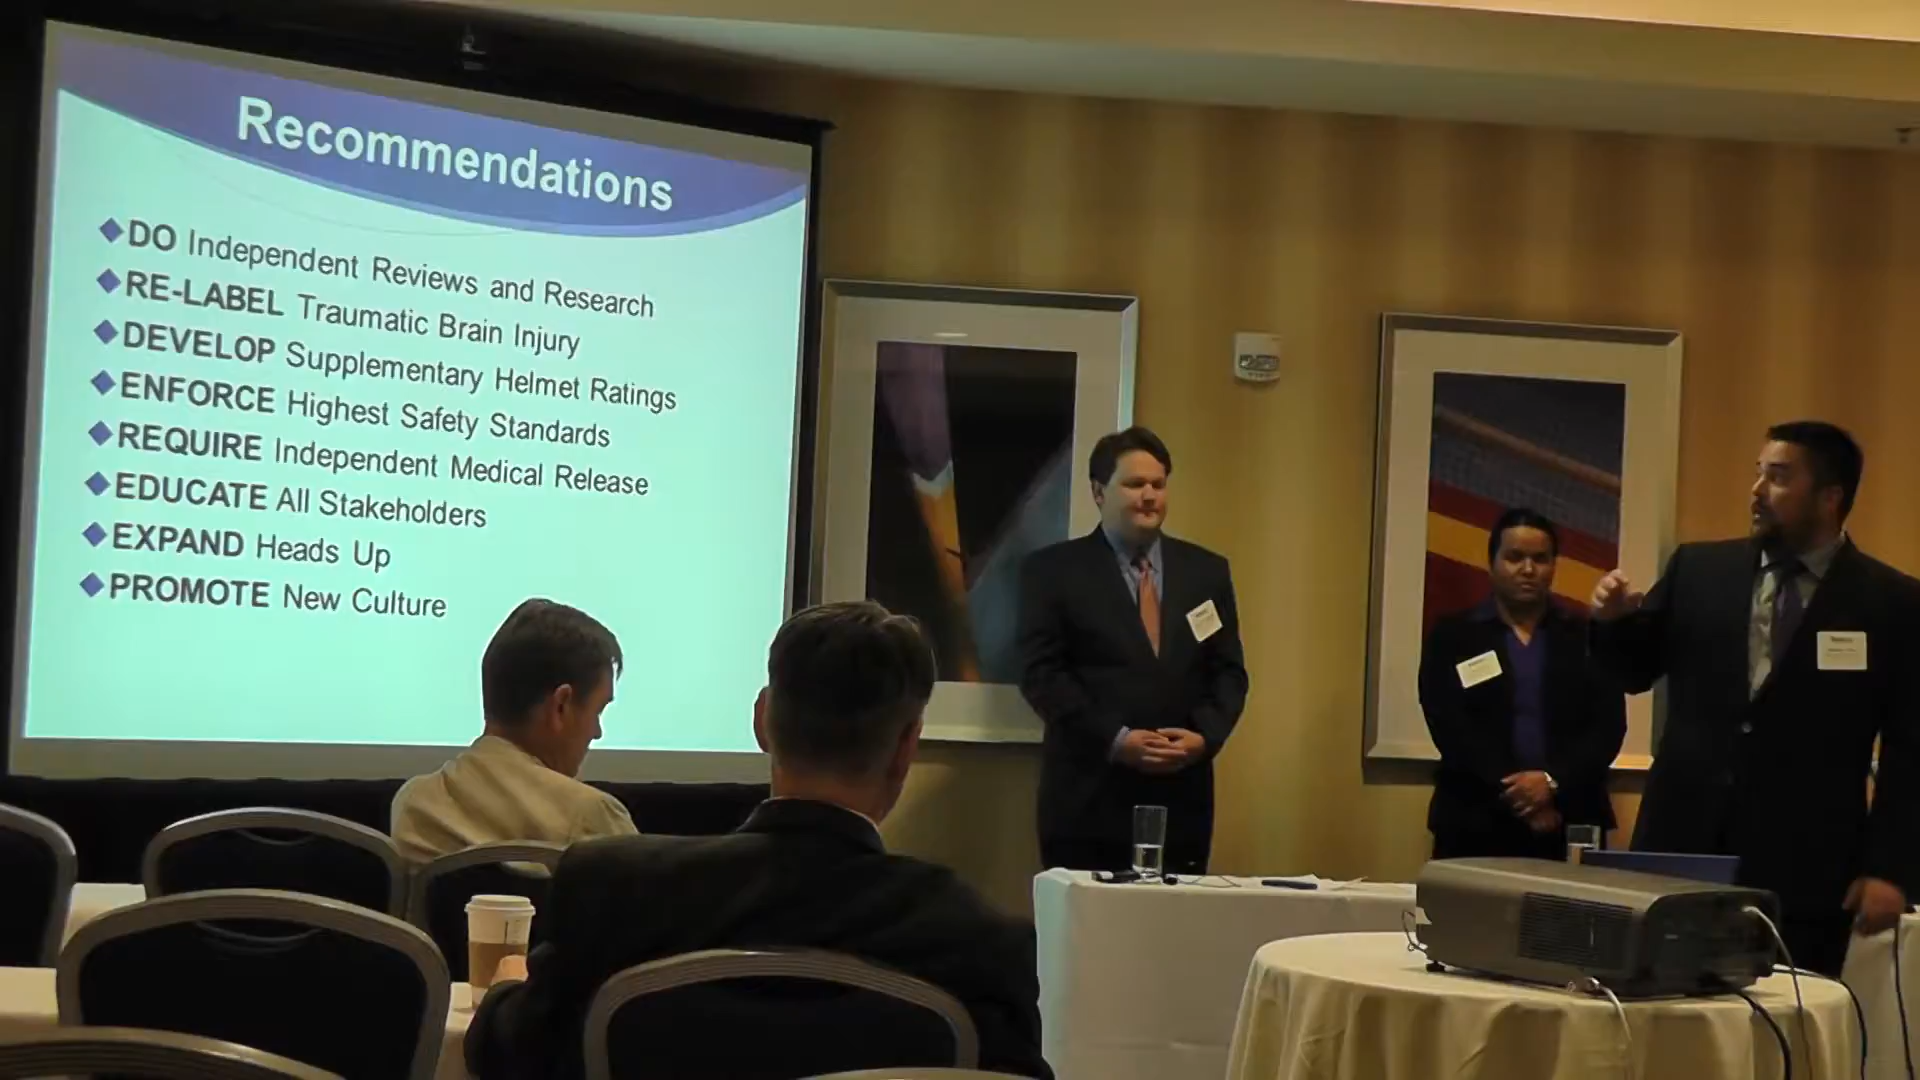 Recommendations
DO Independent Reviews and Research
RE-LABEL Traumatic Brain Injury
DEVELOP Supplementary Helmet Ratings
ENFORCE Highest Safety Standards
REQUIRE Independent Medical Release
EDUCATE All Stakeholders
EXPAND Heads Up
PROMOTE New Culture